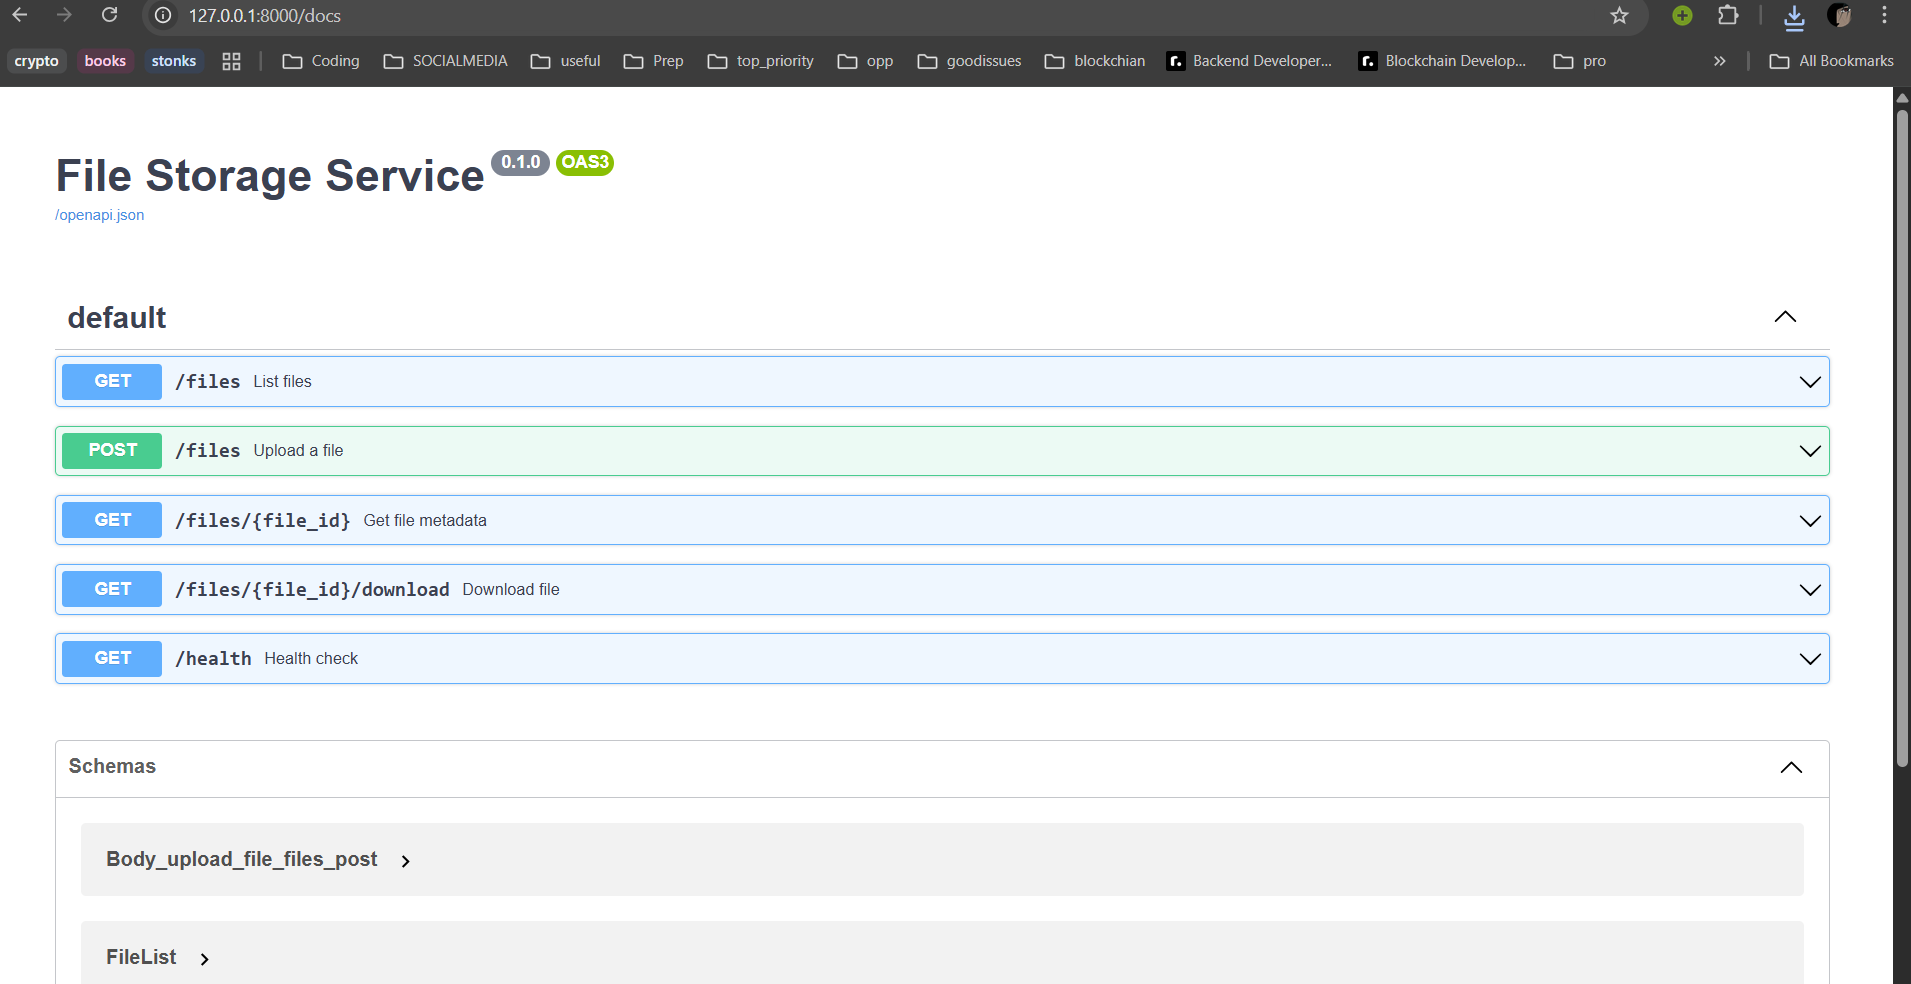 127.0.0.1:8000/docs
crypto books stonks Coding SOCIALMEDIA useful Prep top_priority opp goodissues blockchian Backend Developer... Blockchain Develop... pro » All Bookmarks
File Storage Service 0.1.0 OAS3
/openapi.json
default
GET /files List files
POST /files Upload a file
GET /files/{file_id} Get file metadata
GET /files/{file_id}/download Download file
GET /health Health check
Schemas
Body_upload_file_files_post
FileList